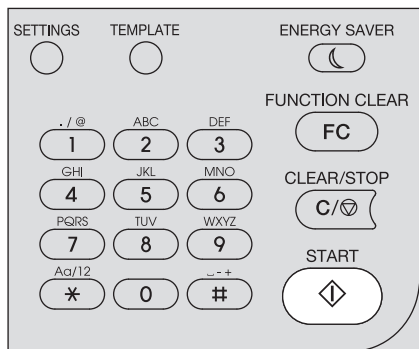 SETTINGS TEMPLATE ENERGY SAVER
FUNCTION CLEAR
. / @ ABC DEF FC
1 2 3
GHI JKL MNO CLEAR/STOP
4 5 6 C/
PQRS TUV WXYZ
7 8 9 START
Aa/12 ⎵ - +
* 0 #